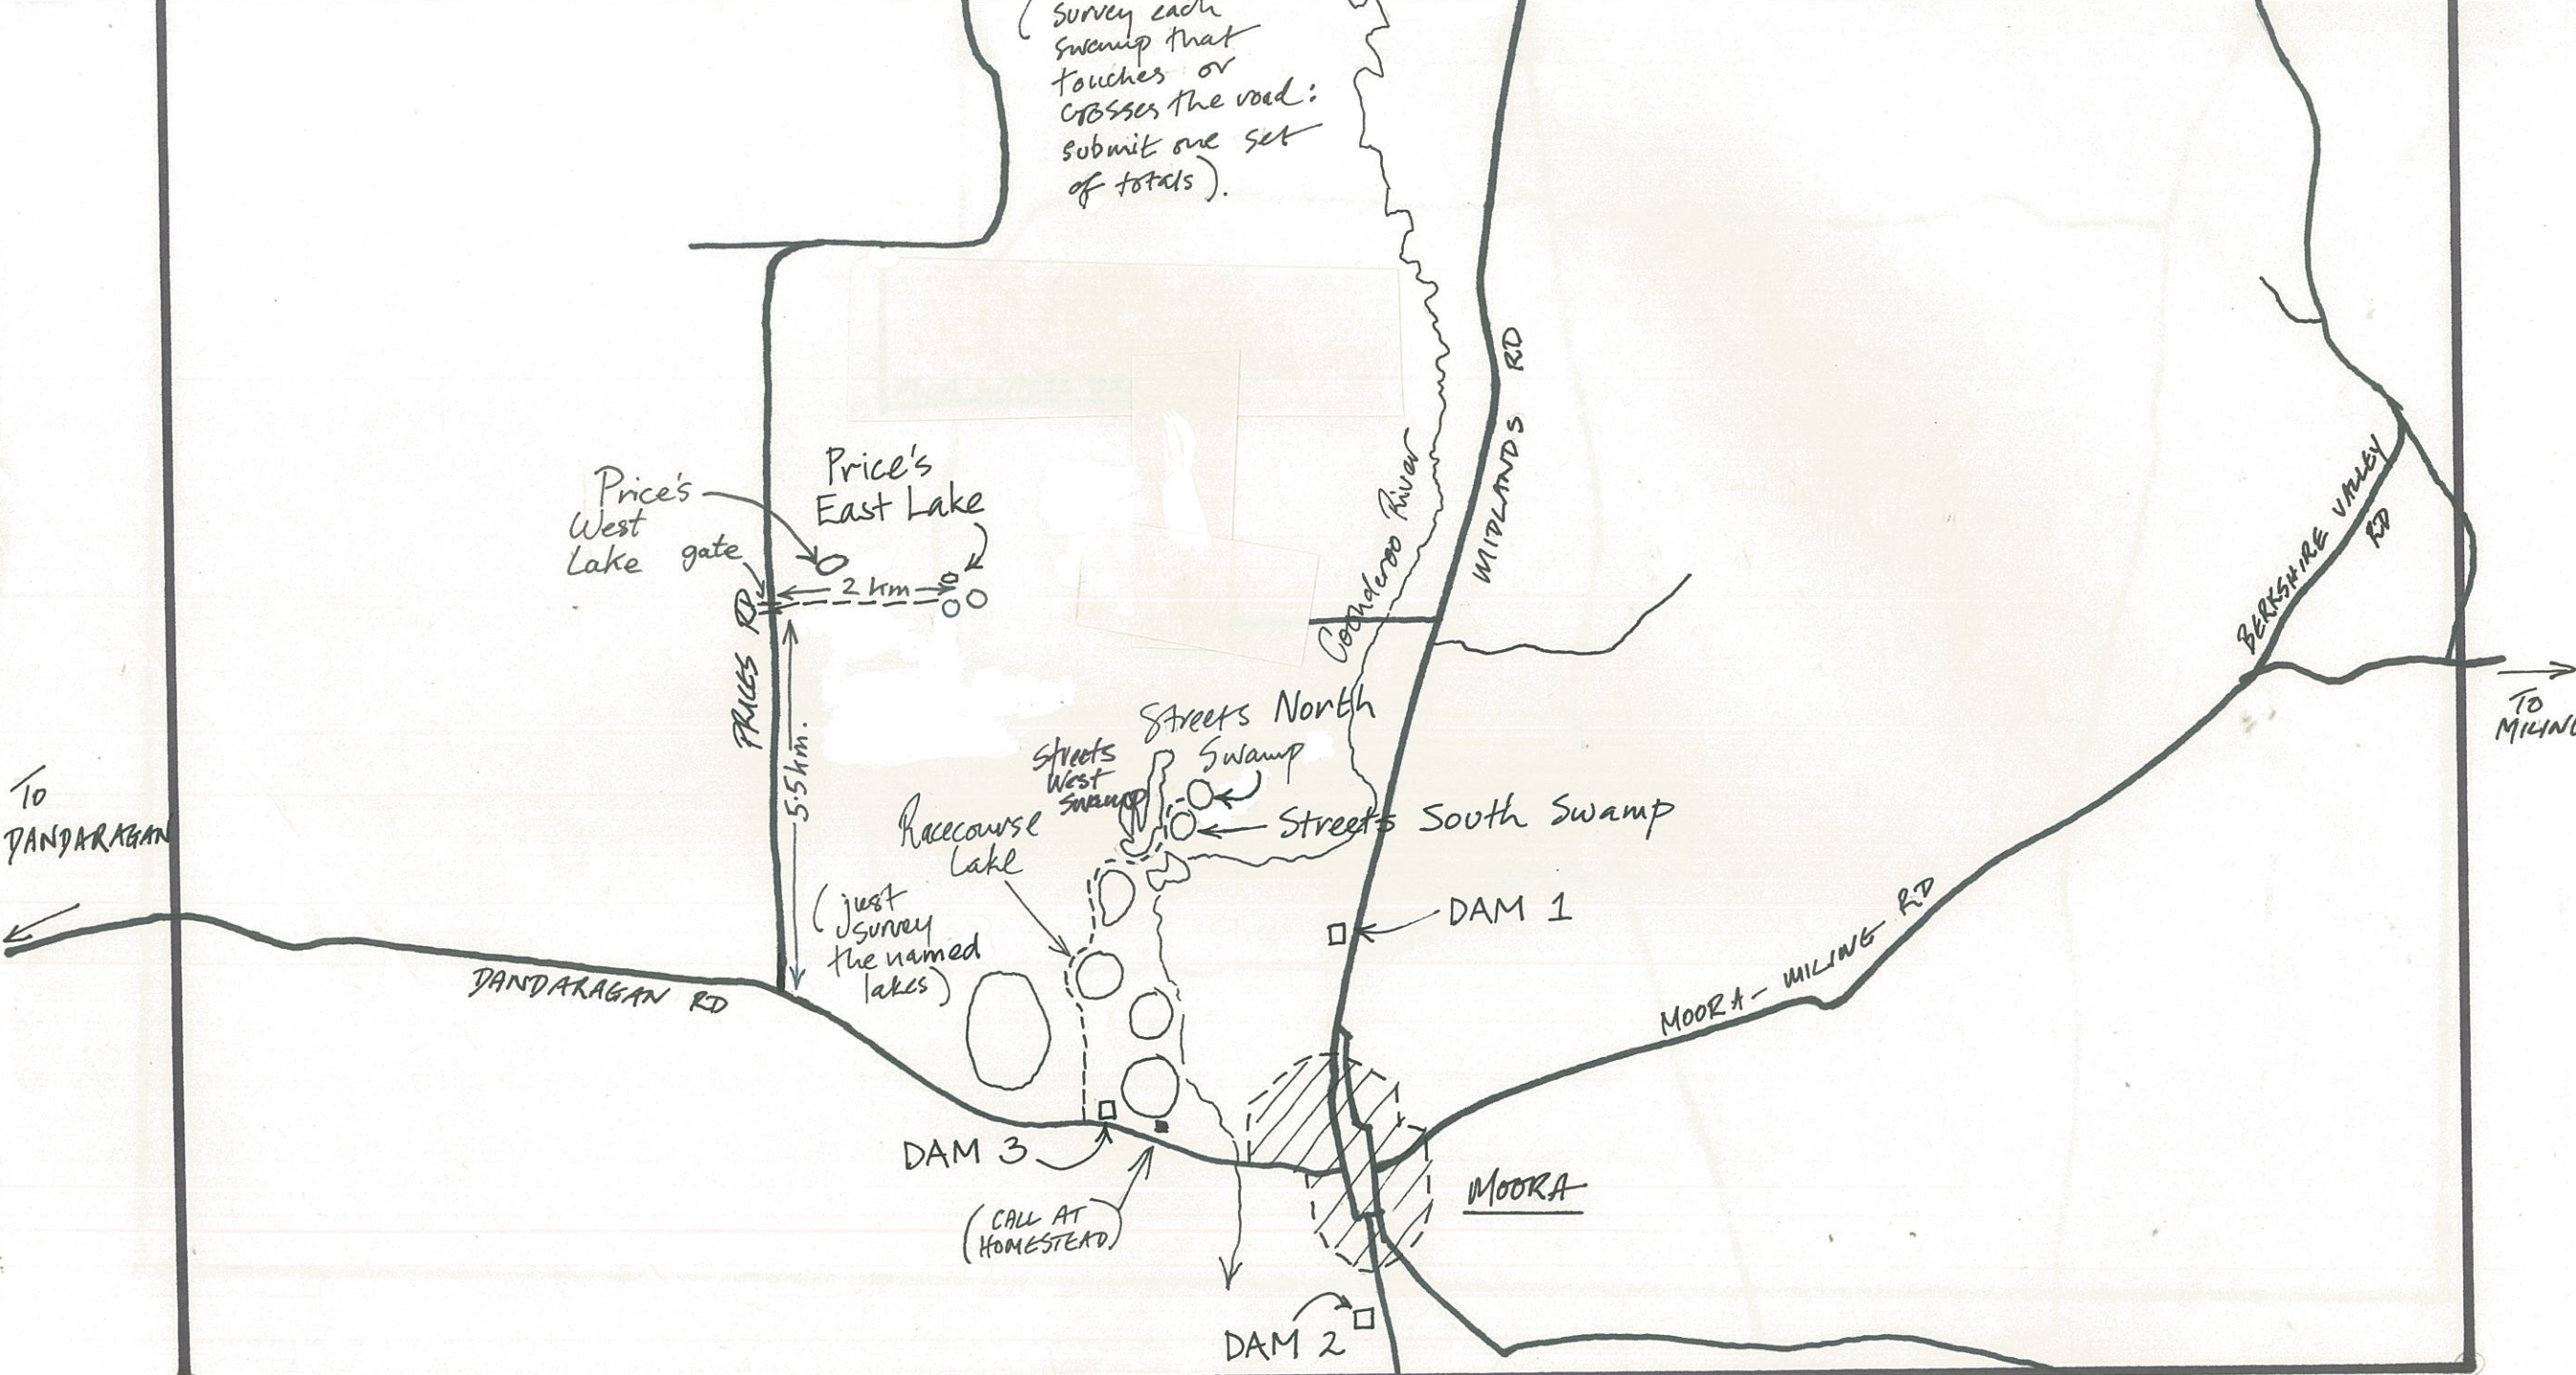 (survey each
swamp that
touches or
crosses the road:
submit one set
of totals).
MIDLANDS RD
Price's
West
Lake
gate
Price's
East Lake
2 km
PRICES RD
5.5 km.
Coonderoo River
BERKSHIRE VALLEY
RD
TO
MILING
TO
DANDARAGAN
Streets North
Swamp
Streets
West
Swamp
Streets South Swamp
Racecourse
Lake
(just
survey
the named
lakes)
DAM 1
MOORA - MILING RD
DANDARAGAN RD
DAM 3
(CALL AT
HOMESTEAD)
MOORA
DAM 2